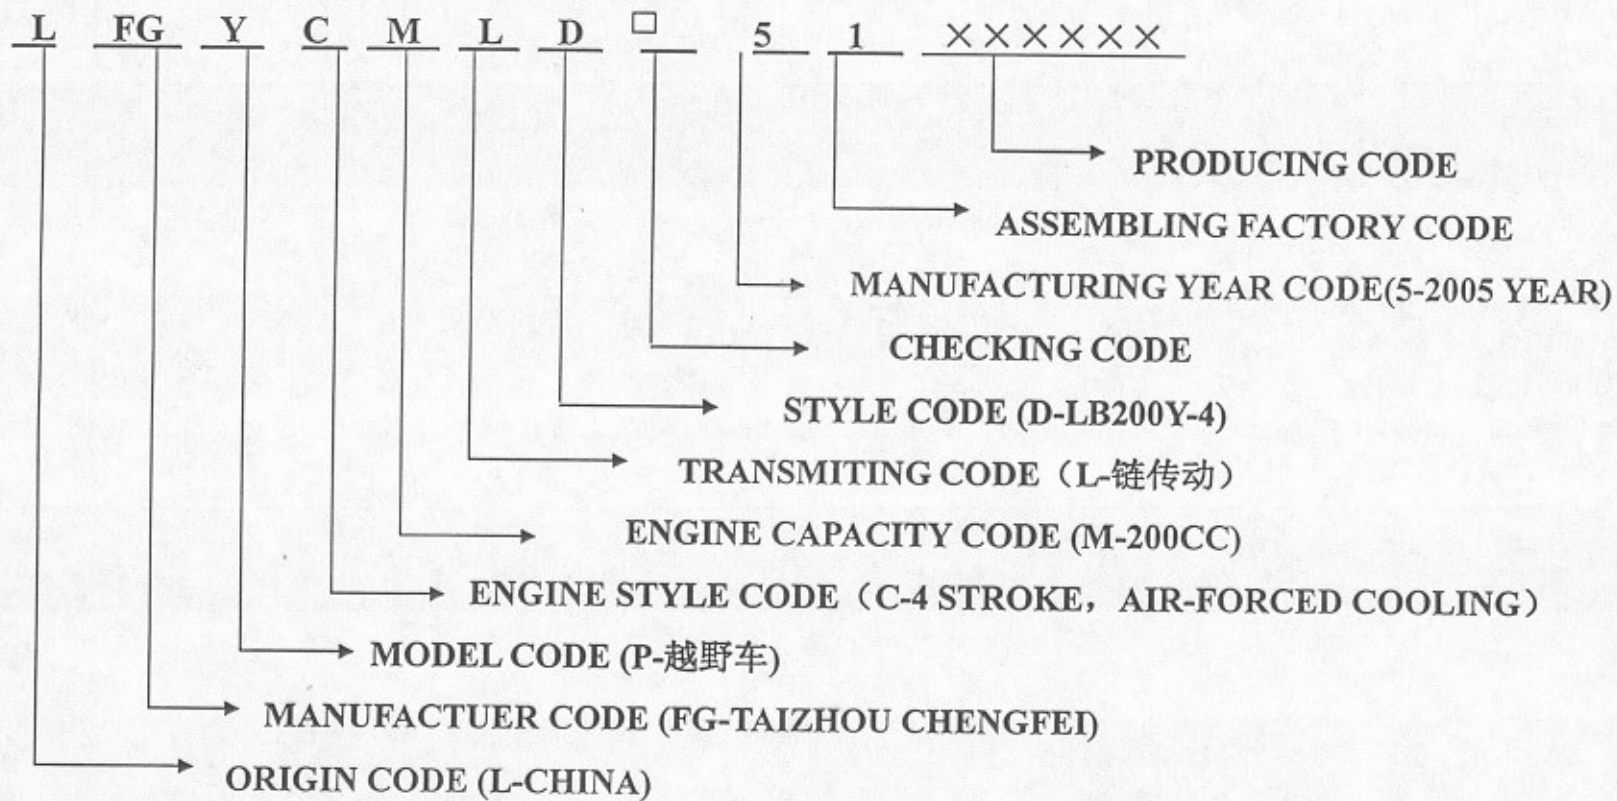 L FG Y C M L D □ 5 1 ××××××
PRODUCING CODE
ASSEMBLING FACTORY CODE
MANUFACTURING YEAR CODE(5-2005 YEAR)
CHECKING CODE
STYLE CODE (D-LB200Y-4)
TRANSMITING CODE（L-链传动）
ENGINE CAPACITY CODE (M-200CC)
ENGINE STYLE CODE（C-4 STROKE，AIR-FORCED COOLING）
MODEL CODE (P-越野车)
MANUFACTUER CODE (FG-TAIZHOU CHENGFEI)
ORIGIN CODE (L-CHINA)